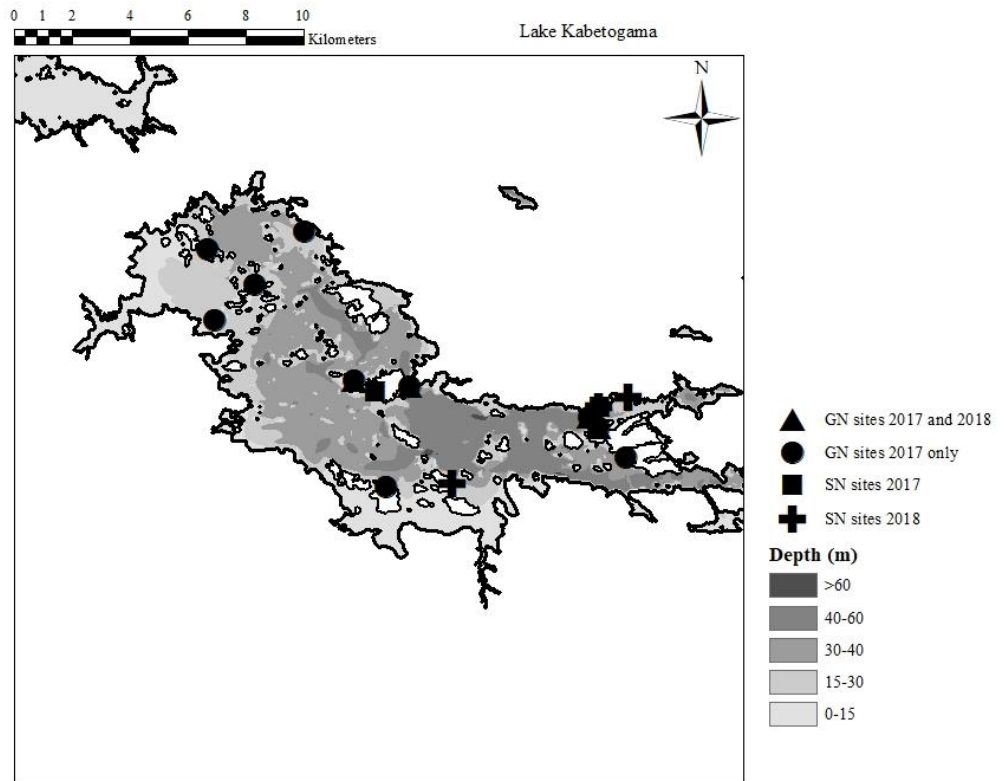 0 1 2 4 6 8 10
Kilometers
Lake Kabetogama
N
GN sites 2017 and 2018
GN sites 2017 only
SN sites 2017
SN sites 2018
Depth (m)
>60
40-60
30-40
15-30
0-15